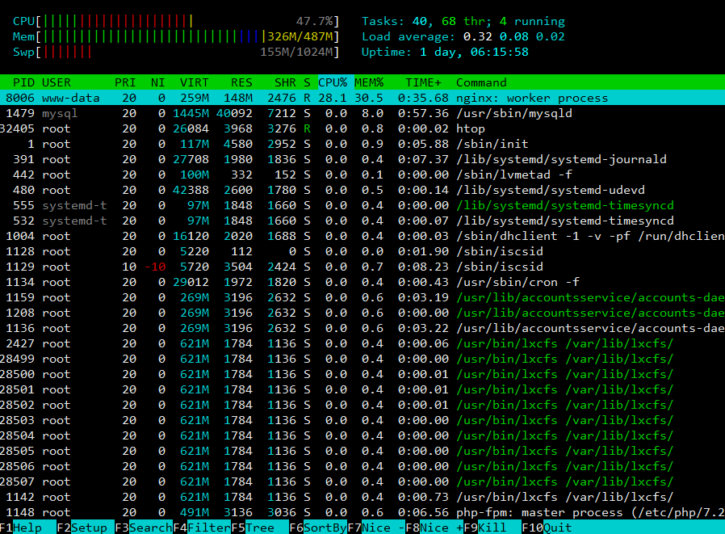 CPU[||||||||||||||||||||||||| 47.7%] Tasks: 40, 68 thr; 4 running
Mem[|||||||||||||||||||||||||||||||||||||326M/487M] Load average: 0.32 0.08 0.02
Swp[|||||||| 155M/1024M] Uptime: 1 day, 06:15:58
PID USER PRI NI VIRT RES SHR S CPU% MEM% TIME+ Command
8006 www-data 20 0 259M 148M 2476 R 28.1 30.5 0:35.68 nginx: worker process
1479 mysql 20 0 1445M 40092 7212 S 0.0 8.0 0:57.36 /usr/sbin/mysqld
32405 root 20 0 26084 3968 3276 R 0.0 0.8 0:00.02 htop
1 root 20 0 117M 4580 2952 S 0.0 0.9 0:05.88 /sbin/init
391 root 20 0 27708 1980 1836 S 0.0 0.4 0:07.37 /lib/systemd/systemd-journald
442 root 20 0 100M 332 152 S 0.0 0.1 0:00.00 /sbin/lvmetad -f
480 root 20 0 42388 2600 1780 S 0.0 0.5 0:00.14 /lib/systemd/systemd-udevd
555 systemd-t 20 0 97M 1848 1660 S 0.0 0.4 0:00.00 /lib/systemd/systemd-timesyncd
532 systemd-t 20 0 97M 1848 1660 S 0.0 0.4 0:00.07 /lib/systemd/systemd-timesyncd
1004 root 20 0 16120 2020 1688 S 0.0 0.4 0:00.03 /sbin/dhclient -1 -v -pf /run/dhclien
1128 root 20 0 5220 112 0 S 0.0 0.0 0:01.90 /sbin/iscsid
1129 root 10 -10 5720 3504 2424 S 0.0 0.7 0:08.23 /sbin/iscsid
1134 root 20 0 29012 1972 1820 S 0.0 0.4 0:00.43 /usr/sbin/cron -f
1159 root 20 0 269M 3196 2632 S 0.0 0.6 0:03.19 /usr/lib/accountsservice/accounts-dae
1208 root 20 0 269M 3196 2632 S 0.0 0.6 0:00.00 /usr/lib/accountsservice/accounts-dae
1136 root 20 0 269M 3196 2632 S 0.0 0.6 0:03.22 /usr/lib/accountsservice/accounts-dae
2427 root 20 0 621M 1784 1136 S 0.0 0.4 0:00.06 /usr/bin/lxcfs /var/lib/lxcfs/
28499 root 20 0 621M 1784 1136 S 0.0 0.4 0:00.00 /usr/bin/lxcfs /var/lib/lxcfs/
28500 root 20 0 621M 1784 1136 S 0.0 0.4 0:00.01 /usr/bin/lxcfs /var/lib/lxcfs/
28501 root 20 0 621M 1784 1136 S 0.0 0.4 0:00.01 /usr/bin/lxcfs /var/lib/lxcfs/
28502 root 20 0 621M 1784 1136 S 0.0 0.4 0:00.01 /usr/bin/lxcfs /var/lib/lxcfs/
28503 root 20 0 621M 1784 1136 S 0.0 0.4 0:00.00 /usr/bin/lxcfs /var/lib/lxcfs/
28504 root 20 0 621M 1784 1136 S 0.0 0.4 0:00.00 /usr/bin/lxcfs /var/lib/lxcfs/
28505 root 20 0 621M 1784 1136 S 0.0 0.4 0:00.00 /usr/bin/lxcfs /var/lib/lxcfs/
28506 root 20 0 621M 1784 1136 S 0.0 0.4 0:00.00 /usr/bin/lxcfs /var/lib/lxcfs/
28507 root 20 0 621M 1784 1136 S 0.0 0.4 0:00.00 /usr/bin/lxcfs /var/lib/lxcfs/
1142 root 20 0 621M 1784 1136 S 0.0 0.4 0:00.73 /usr/bin/lxcfs /var/lib/lxcfs/
1148 root 20 0 491M 3136 3036 S 0.0 0.6 0:06.56 php-fpm: master process (/etc/php/7.2
F1Help F2Setup F3SearchF4FilterF5Tree F6SortByF7Nice -F8Nice +F9Kill F10Quit